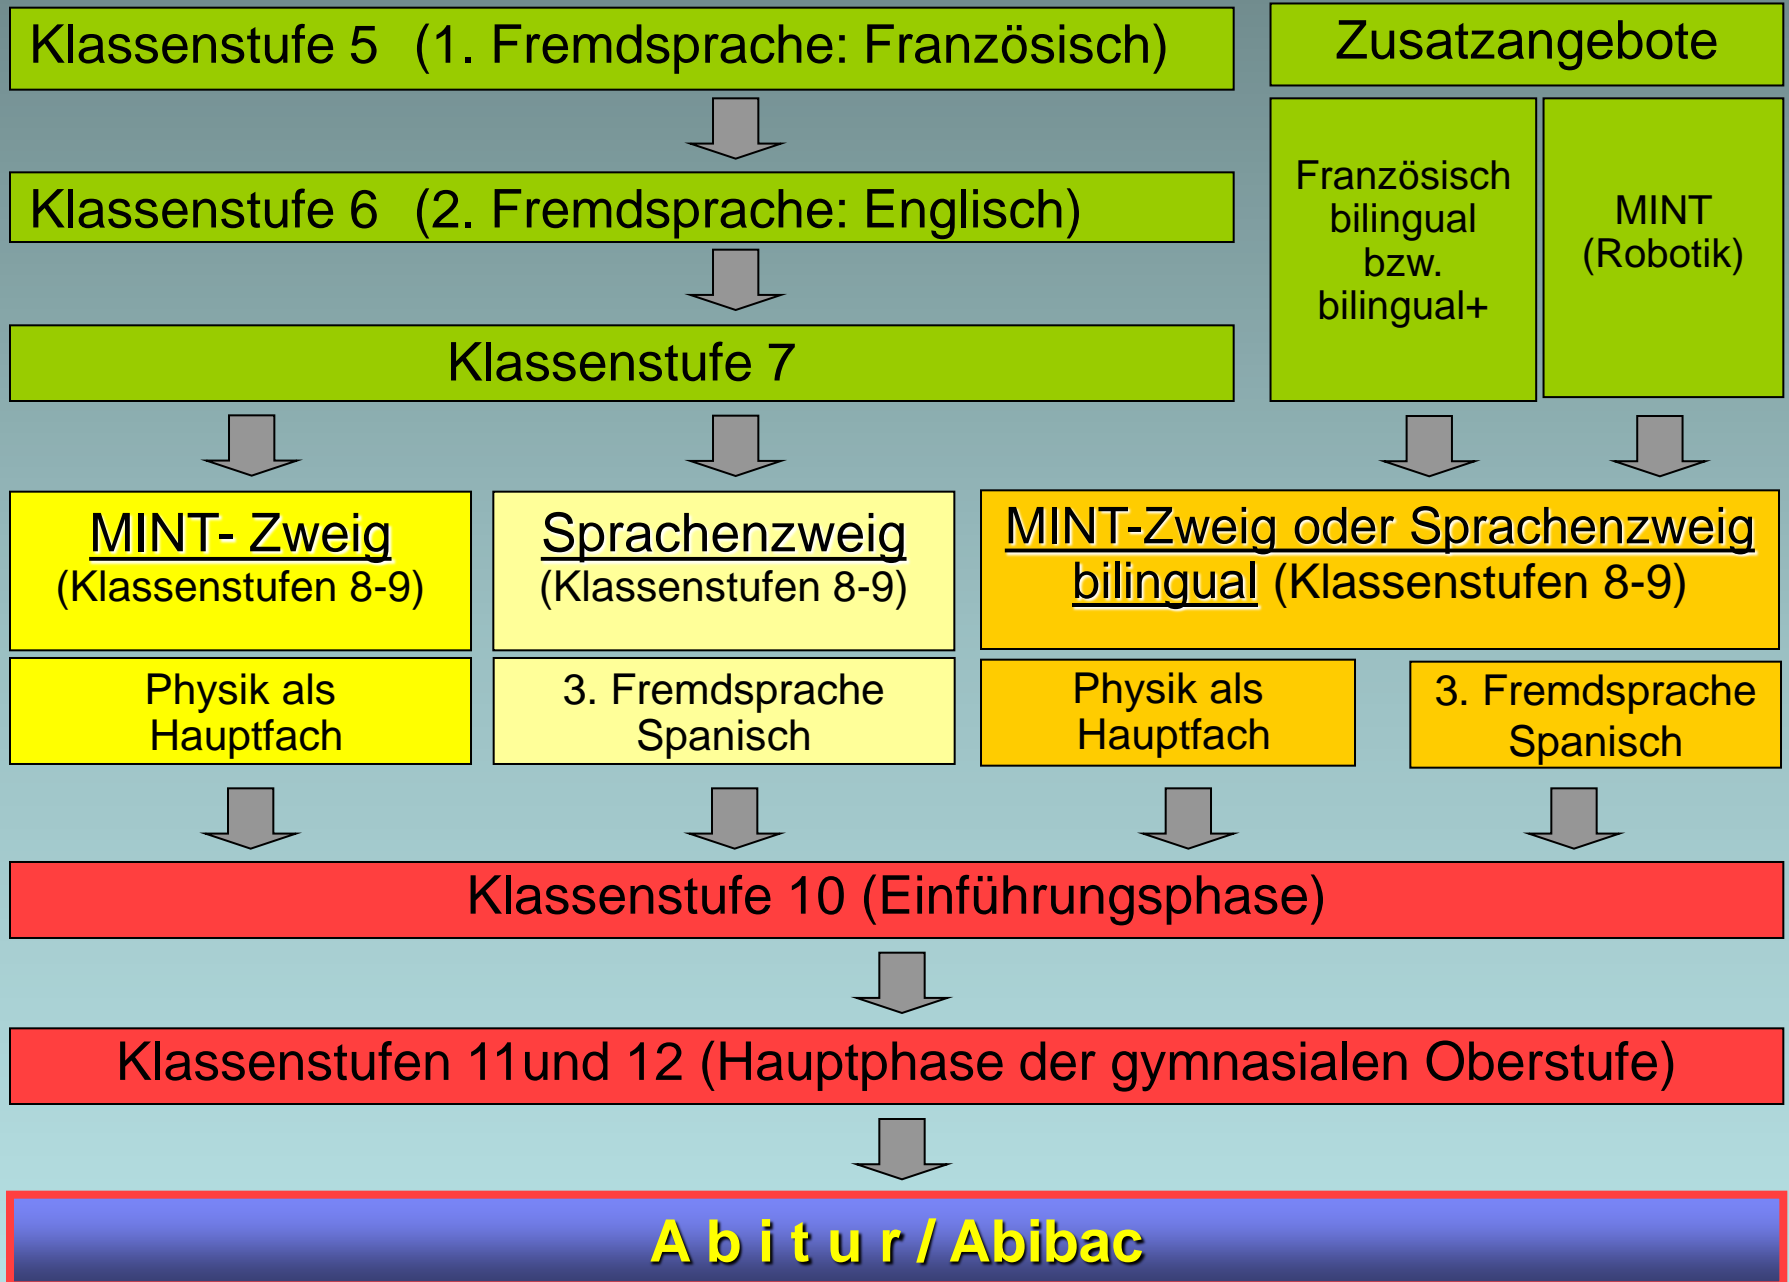 Klassenstufe 5 (1. Fremdsprache: Französisch)
Zusatzangebote
Klassenstufe 6 (2. Fremdsprache: Englisch)
Klassenstufe 7
Französisch
bilingual
bzw.
bilingual+
MINT
(Robotik)
MINT- Zweig
(Klassenstufen 8-9)
Sprachenzweig
(Klassenstufen 8-9)
MINT-Zweig oder Sprachenzweig
bilingual (Klassenstufen 8-9)
Physik als
Hauptfach
3. Fremdsprache
Spanisch
Physik als
Hauptfach
3. Fremdsprache
Spanisch
Klassenstufe 10 (Einführungsphase)
Klassenstufen 11und 12 (Hauptphase der gymnasialen Oberstufe)
A b i t u r / Abibac